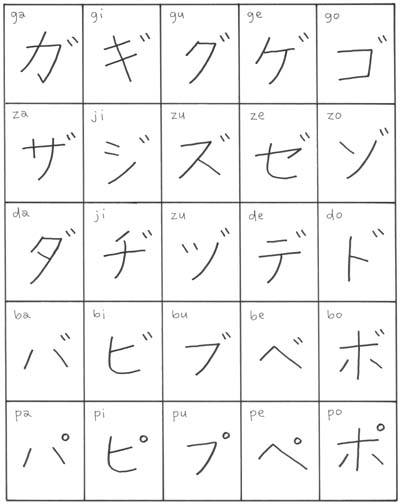 ga gi gu ge go
ガ ギ グ ゲ ゴ
za ji zu ze zo
ザ ジ ズ ゼ ゾ
da ji zu de do
ダ ヂ ヅ デ ド
ba bi bu be bo
バ ビ ブ ベ ボ
pa pi pu pe po
パ ピ プ ペ ポ